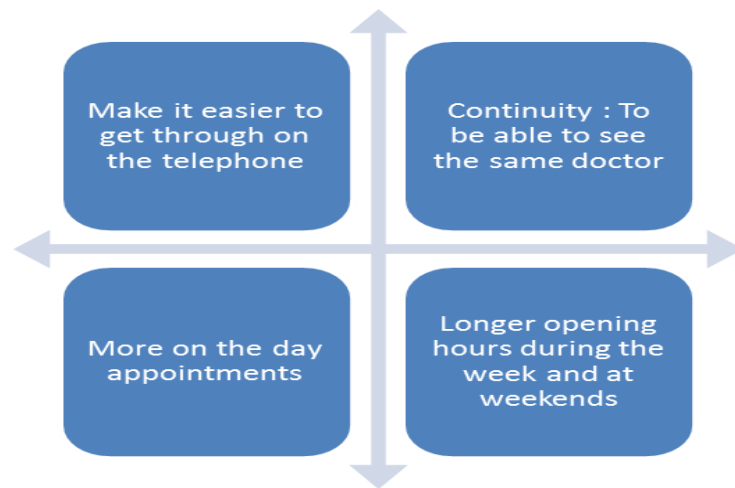 Make it easier to
get through on
the telephone
Continuity : To
be able to see
the same doctor
More on the day
appointments
Longer opening
hours during the
week and at
weekends